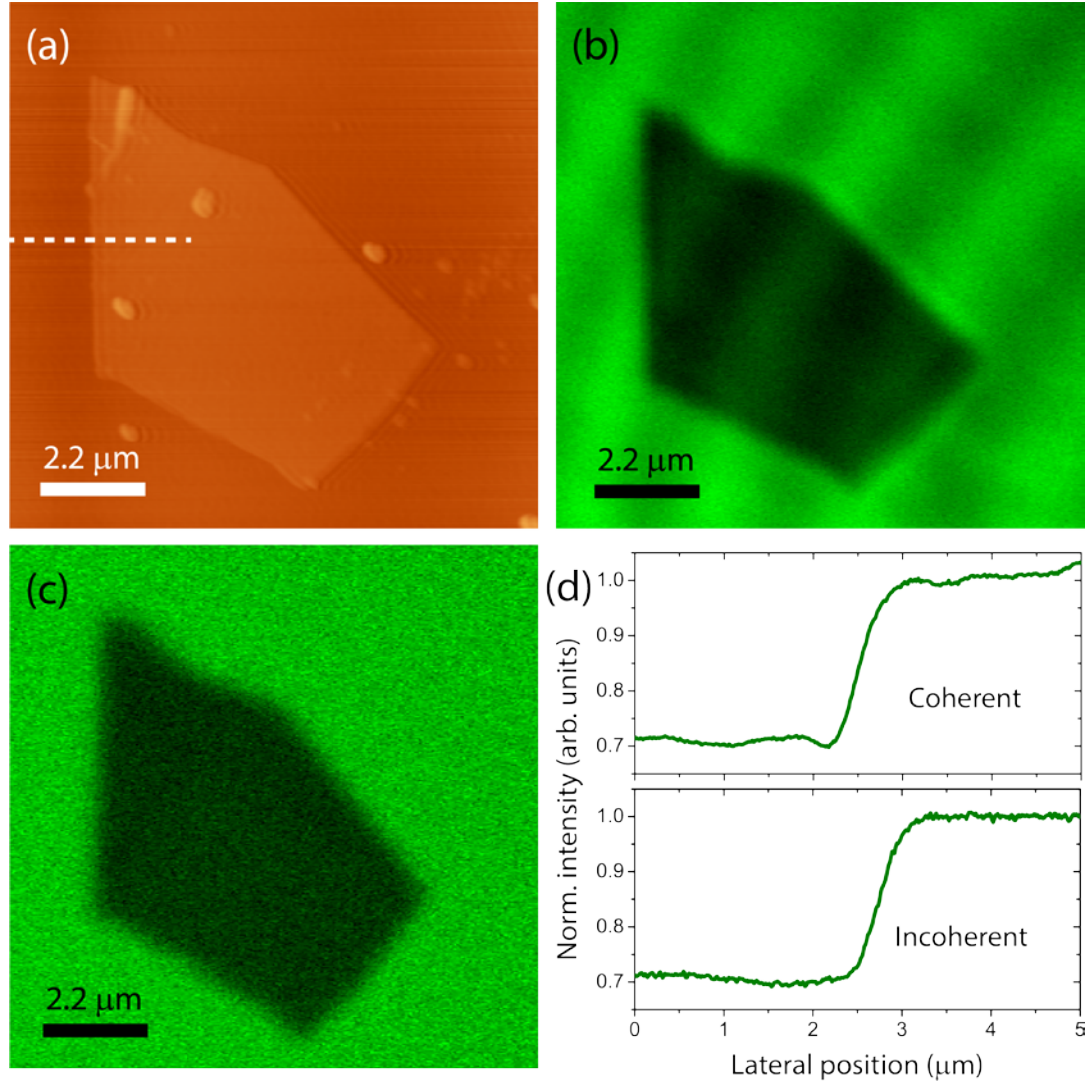 (a)
2.2 μm
(b)
2.2 μm
(c)
2.2 μm
(d)
Norm. intensity (arb. units)
1.0
0.9
0.8
0.7
Coherent
1.0
0.9
0.8
0.7
Incoherent
0 1 2 3 4 5
Lateral position (μm)